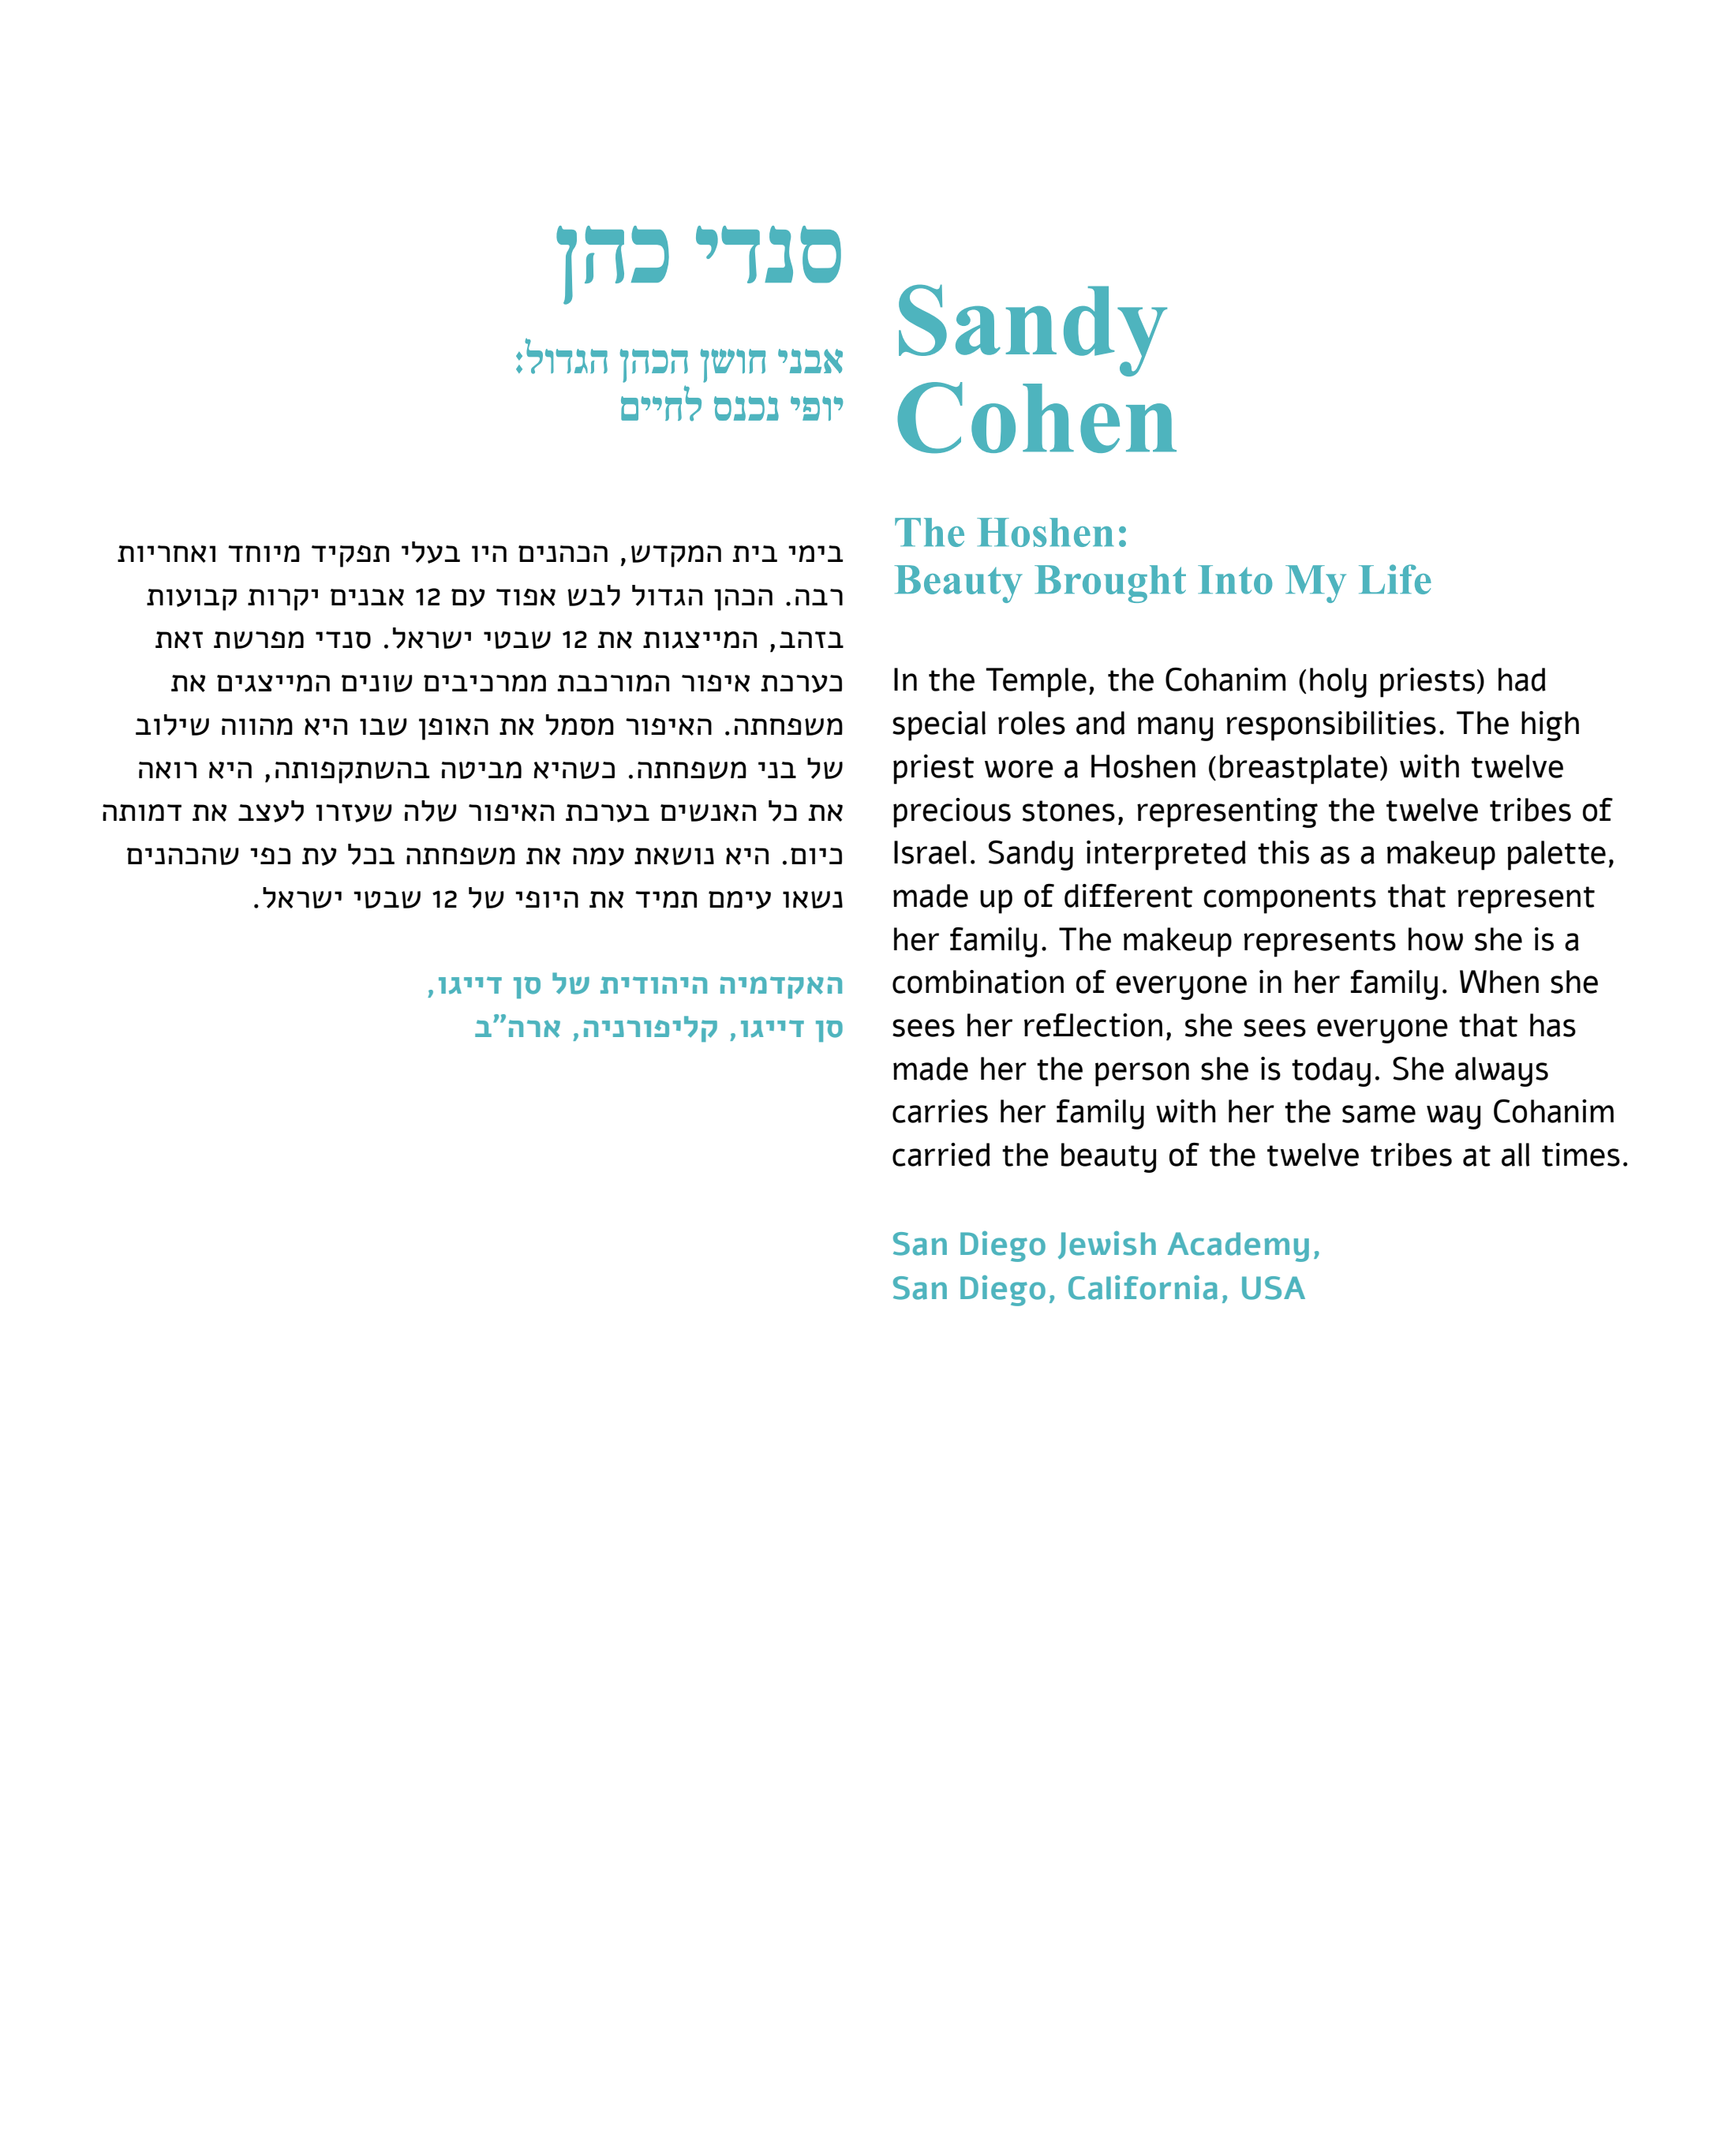 סנדי כהן
אבני חושן הכהן הגדול:
יופי נכנס לחיים
בימי בית המקדש, הכהנים היו בעלי תפקיד מיוחד ואחריות
רבה. הכהן הגדול לבש אפוד עם 12 אבנים יקרות קבועות
בזהב, המייצגות את 12 שבטי ישראל. סנדי מפרשת זאת
כערכת איפור המורכבת ממרכיבים שונים המייצגים את
משפחתה. האיפור מסמל את האופן שבו היא מהווה שילוב
של בני משפחתה. כשהיא מביטה בהשתקפותה, היא רואה
את כל האנשים בערכת האיפור שלה שעזרו לעצב את דמותה
כיום. היא נושאת עמה את משפחתה בכל עת כפי שהכהנים
נשאו עימם תמיד את היופי של 12 שבטי ישראל.
האקדמיה היהודית של סן דייגו,
סן דייגו, קליפורניה, ארה"ב
Sandy
Cohen
The Hoshen:
Beauty Brought Into My Life
In the Temple, the Cohanim (holy priests) had
special roles and many responsibilities. The high
priest wore a Hoshen (breastplate) with twelve
precious stones, representing the twelve tribes of
Israel. Sandy interpreted this as a makeup palette,
made up of different components that represent
her family. The makeup represents how she is a
combination of everyone in her family. When she
sees her reflection, she sees everyone that has
made her the person she is today. She always
carries her family with her the same way Cohanim
carried the beauty of the twelve tribes at all times.
San Diego Jewish Academy,
San Diego, California, USA